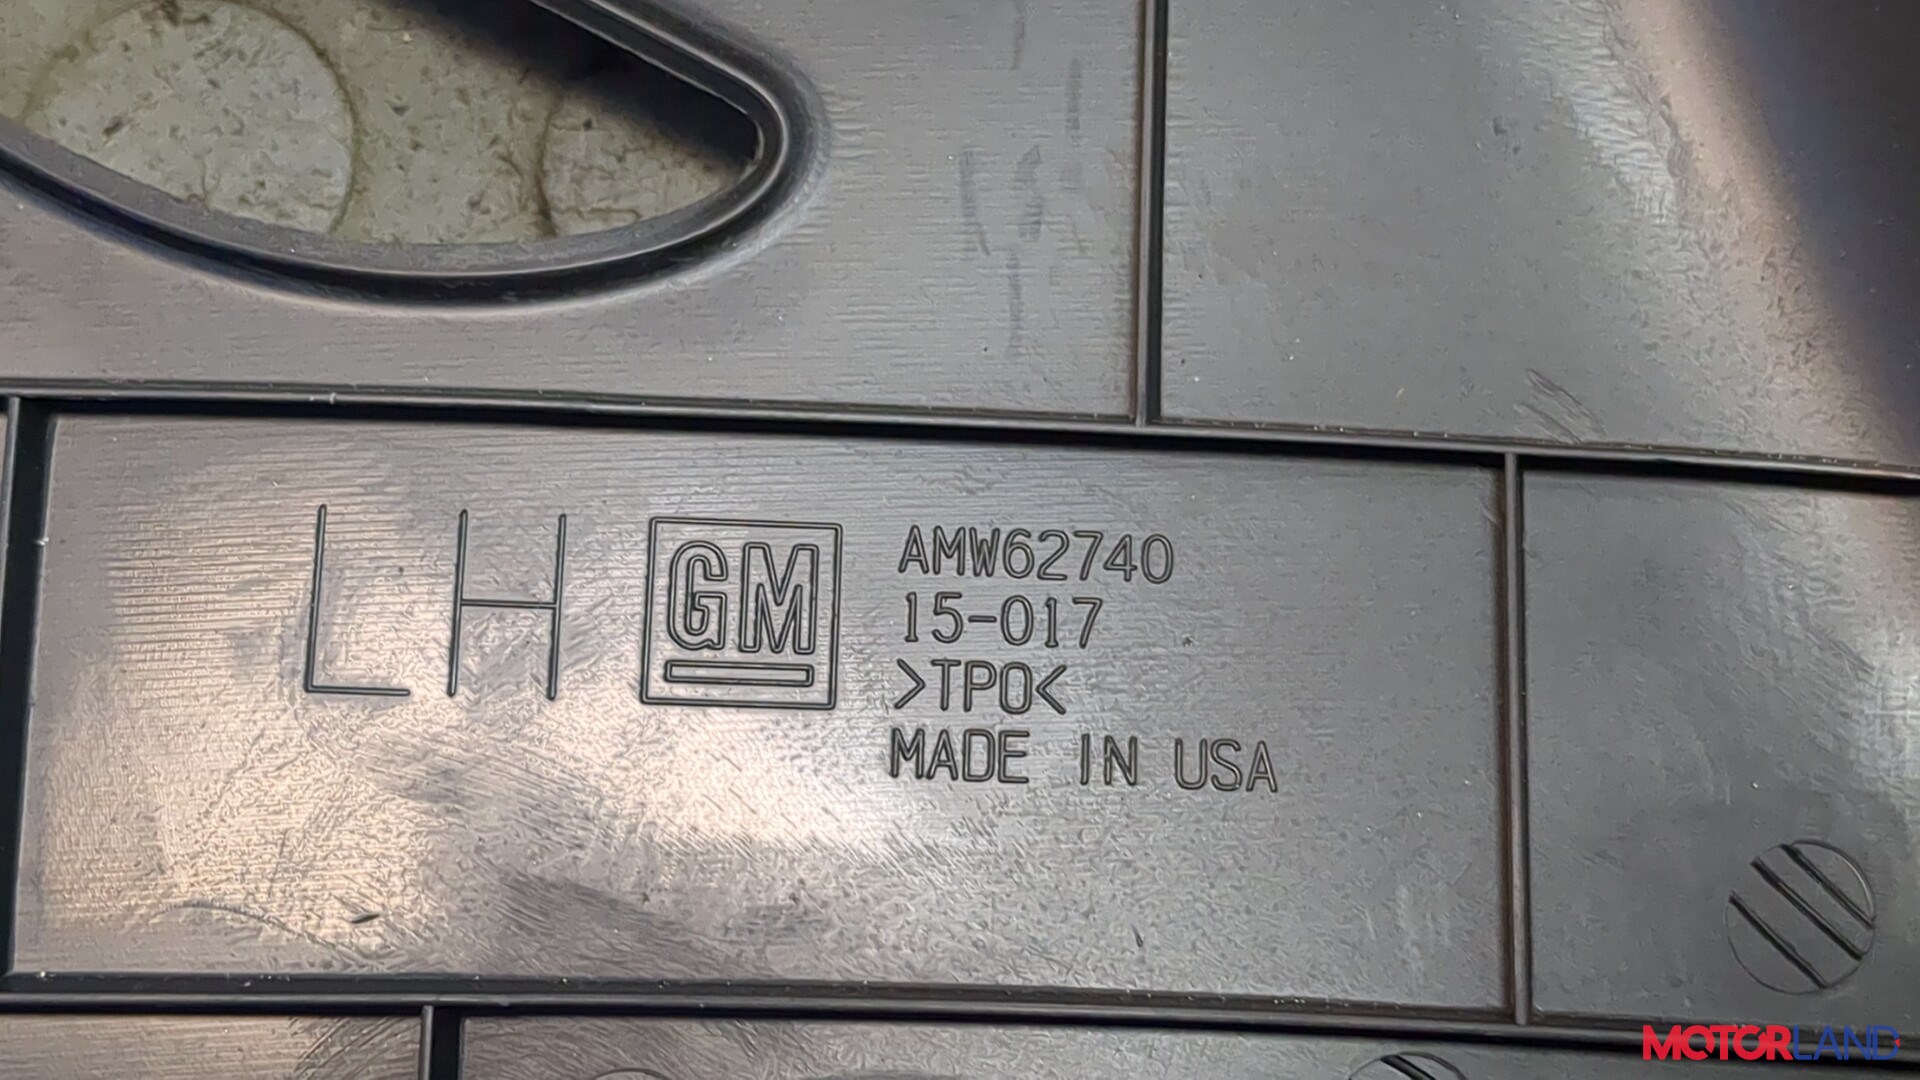 LH GM AMW62740
15-017
>TPO<
MADE IN USA
MOTORLAND